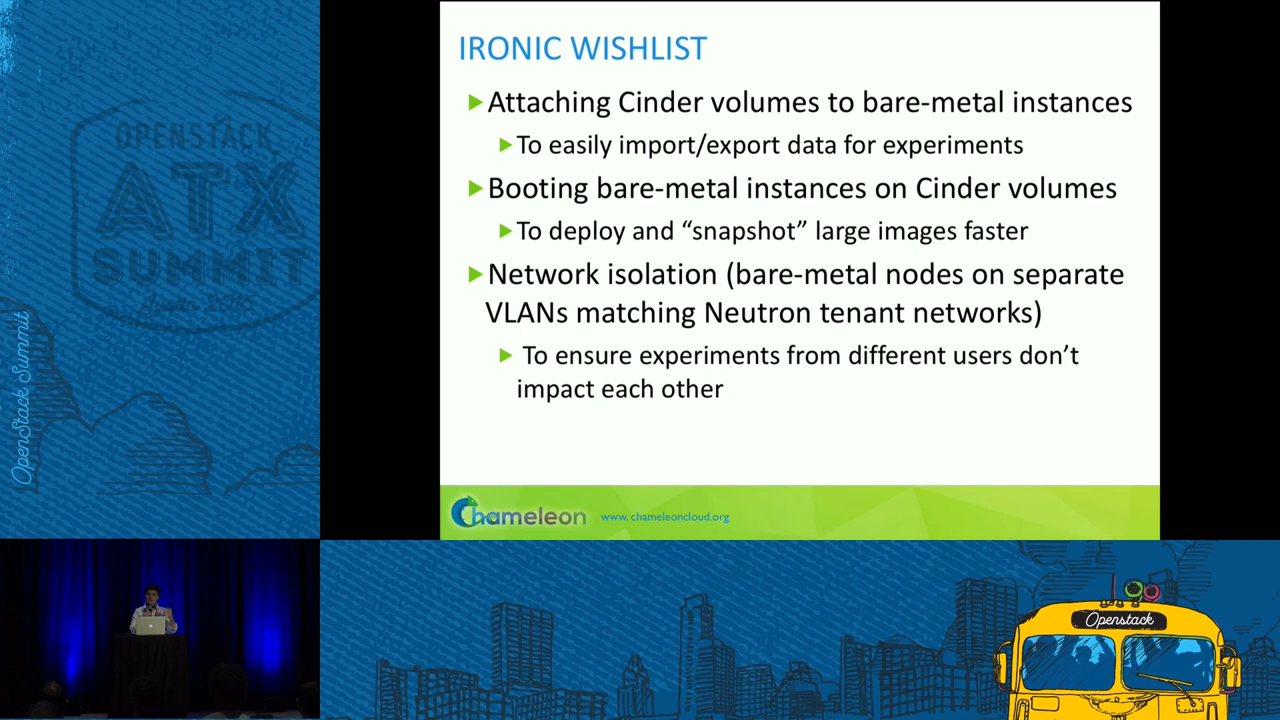 OPENSTACK
ATX
SUMMIT
Austin 2016
OpenStack Summit
IRONIC WISHLIST
Attaching Cinder volumes to bare-metal instances
To easily import/export data for experiments
Booting bare-metal instances on Cinder volumes
To deploy and “snapshot” large images faster
Network isolation (bare-metal nodes on separate
VLANs matching Neutron tenant networks)
To ensure experiments from different users don’t
impact each other
Chameleon
www.chameleoncloud.org
Openstack